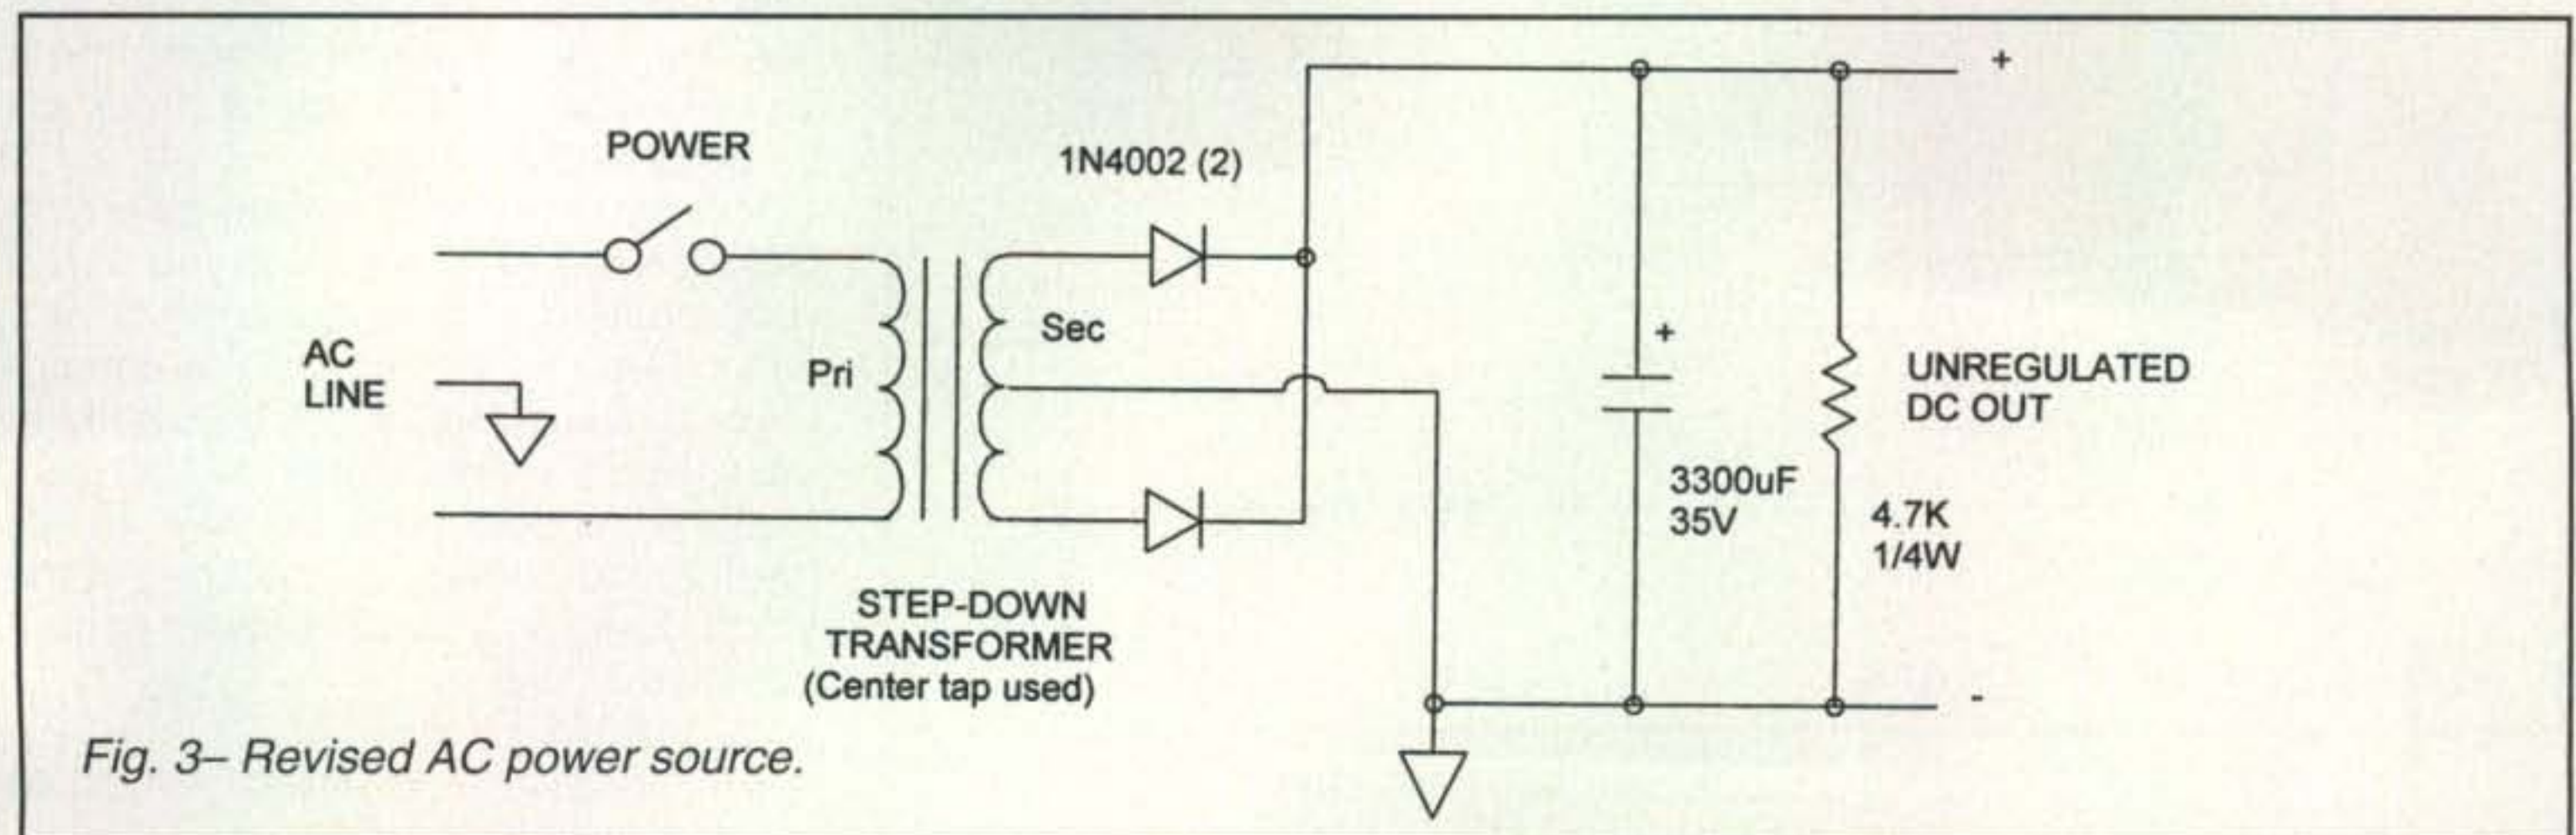 +
POWER
1N4002 (2)
AC
LINE
Pri
Sec
+
UNREGULATED
DC OUT
3300uF
35V
4.7K
1/4W
STEP-DOWN
TRANSFORMER
(Center tap used)
-
Fig. 3– Revised AC power source.